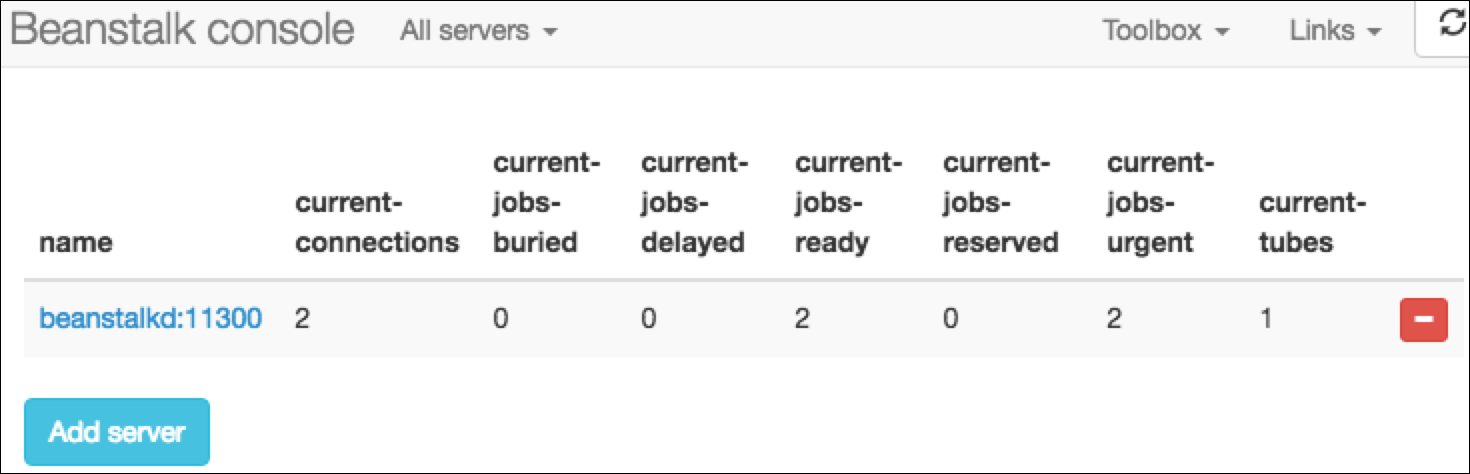 Beanstalk console All servers Toolbox Links
current- current- current- current- current-
current- jobs- jobs- jobs- jobs- jobs- current-
name connections buried delayed ready reserved urgent tubes
beanstalkd:11300 2 0 0 2 0 2 1
Add server